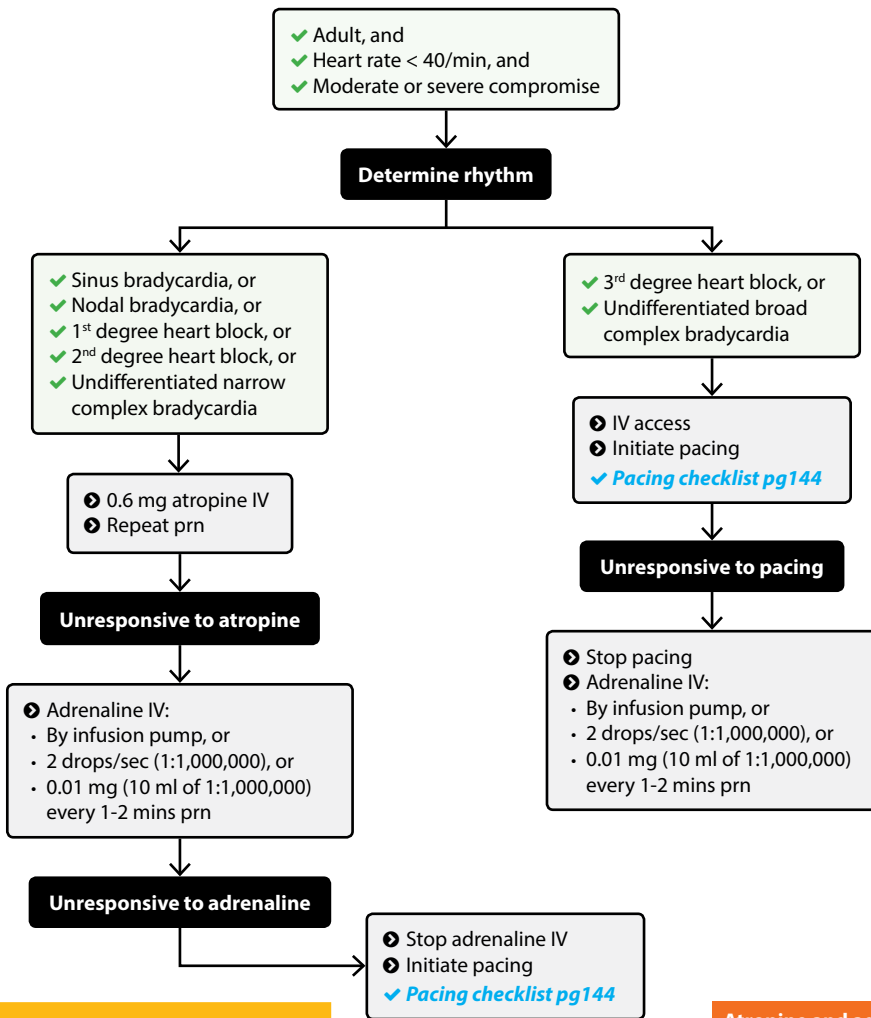 Adult, and
Heart rate < 40/min, and
Moderate or severe compromise
Determine rhythm
Sinus bradycardia, or
Nodal bradycardia, or
1st degree heart block, or
2nd degree heart block, or
Undifferentiated narrow
complex bradycardia
0.6 mg atropine IV
Repeat prn
Unresponsive to atropine
Adrenaline IV:
• By infusion pump, or
• 2 drops/sec (1:1,000,000), or
• 0.01 mg (10 ml of 1:1,000,000)
every 1-2 mins prn
Unresponsive to adrenaline
Stop adrenaline IV
Initiate pacing
Pacing checklist pg144
3rd degree heart block, or
Undifferentiated broad
complex bradycardia
IV access
Initiate pacing
Pacing checklist pg144
Unresponsive to pacing
Stop pacing
Adrenaline IV:
• By infusion pump, or
• 2 drops/sec (1:1,000,000), or
• 0.01 mg (10 ml of 1:1,000,000)
every 1-2 mins prn